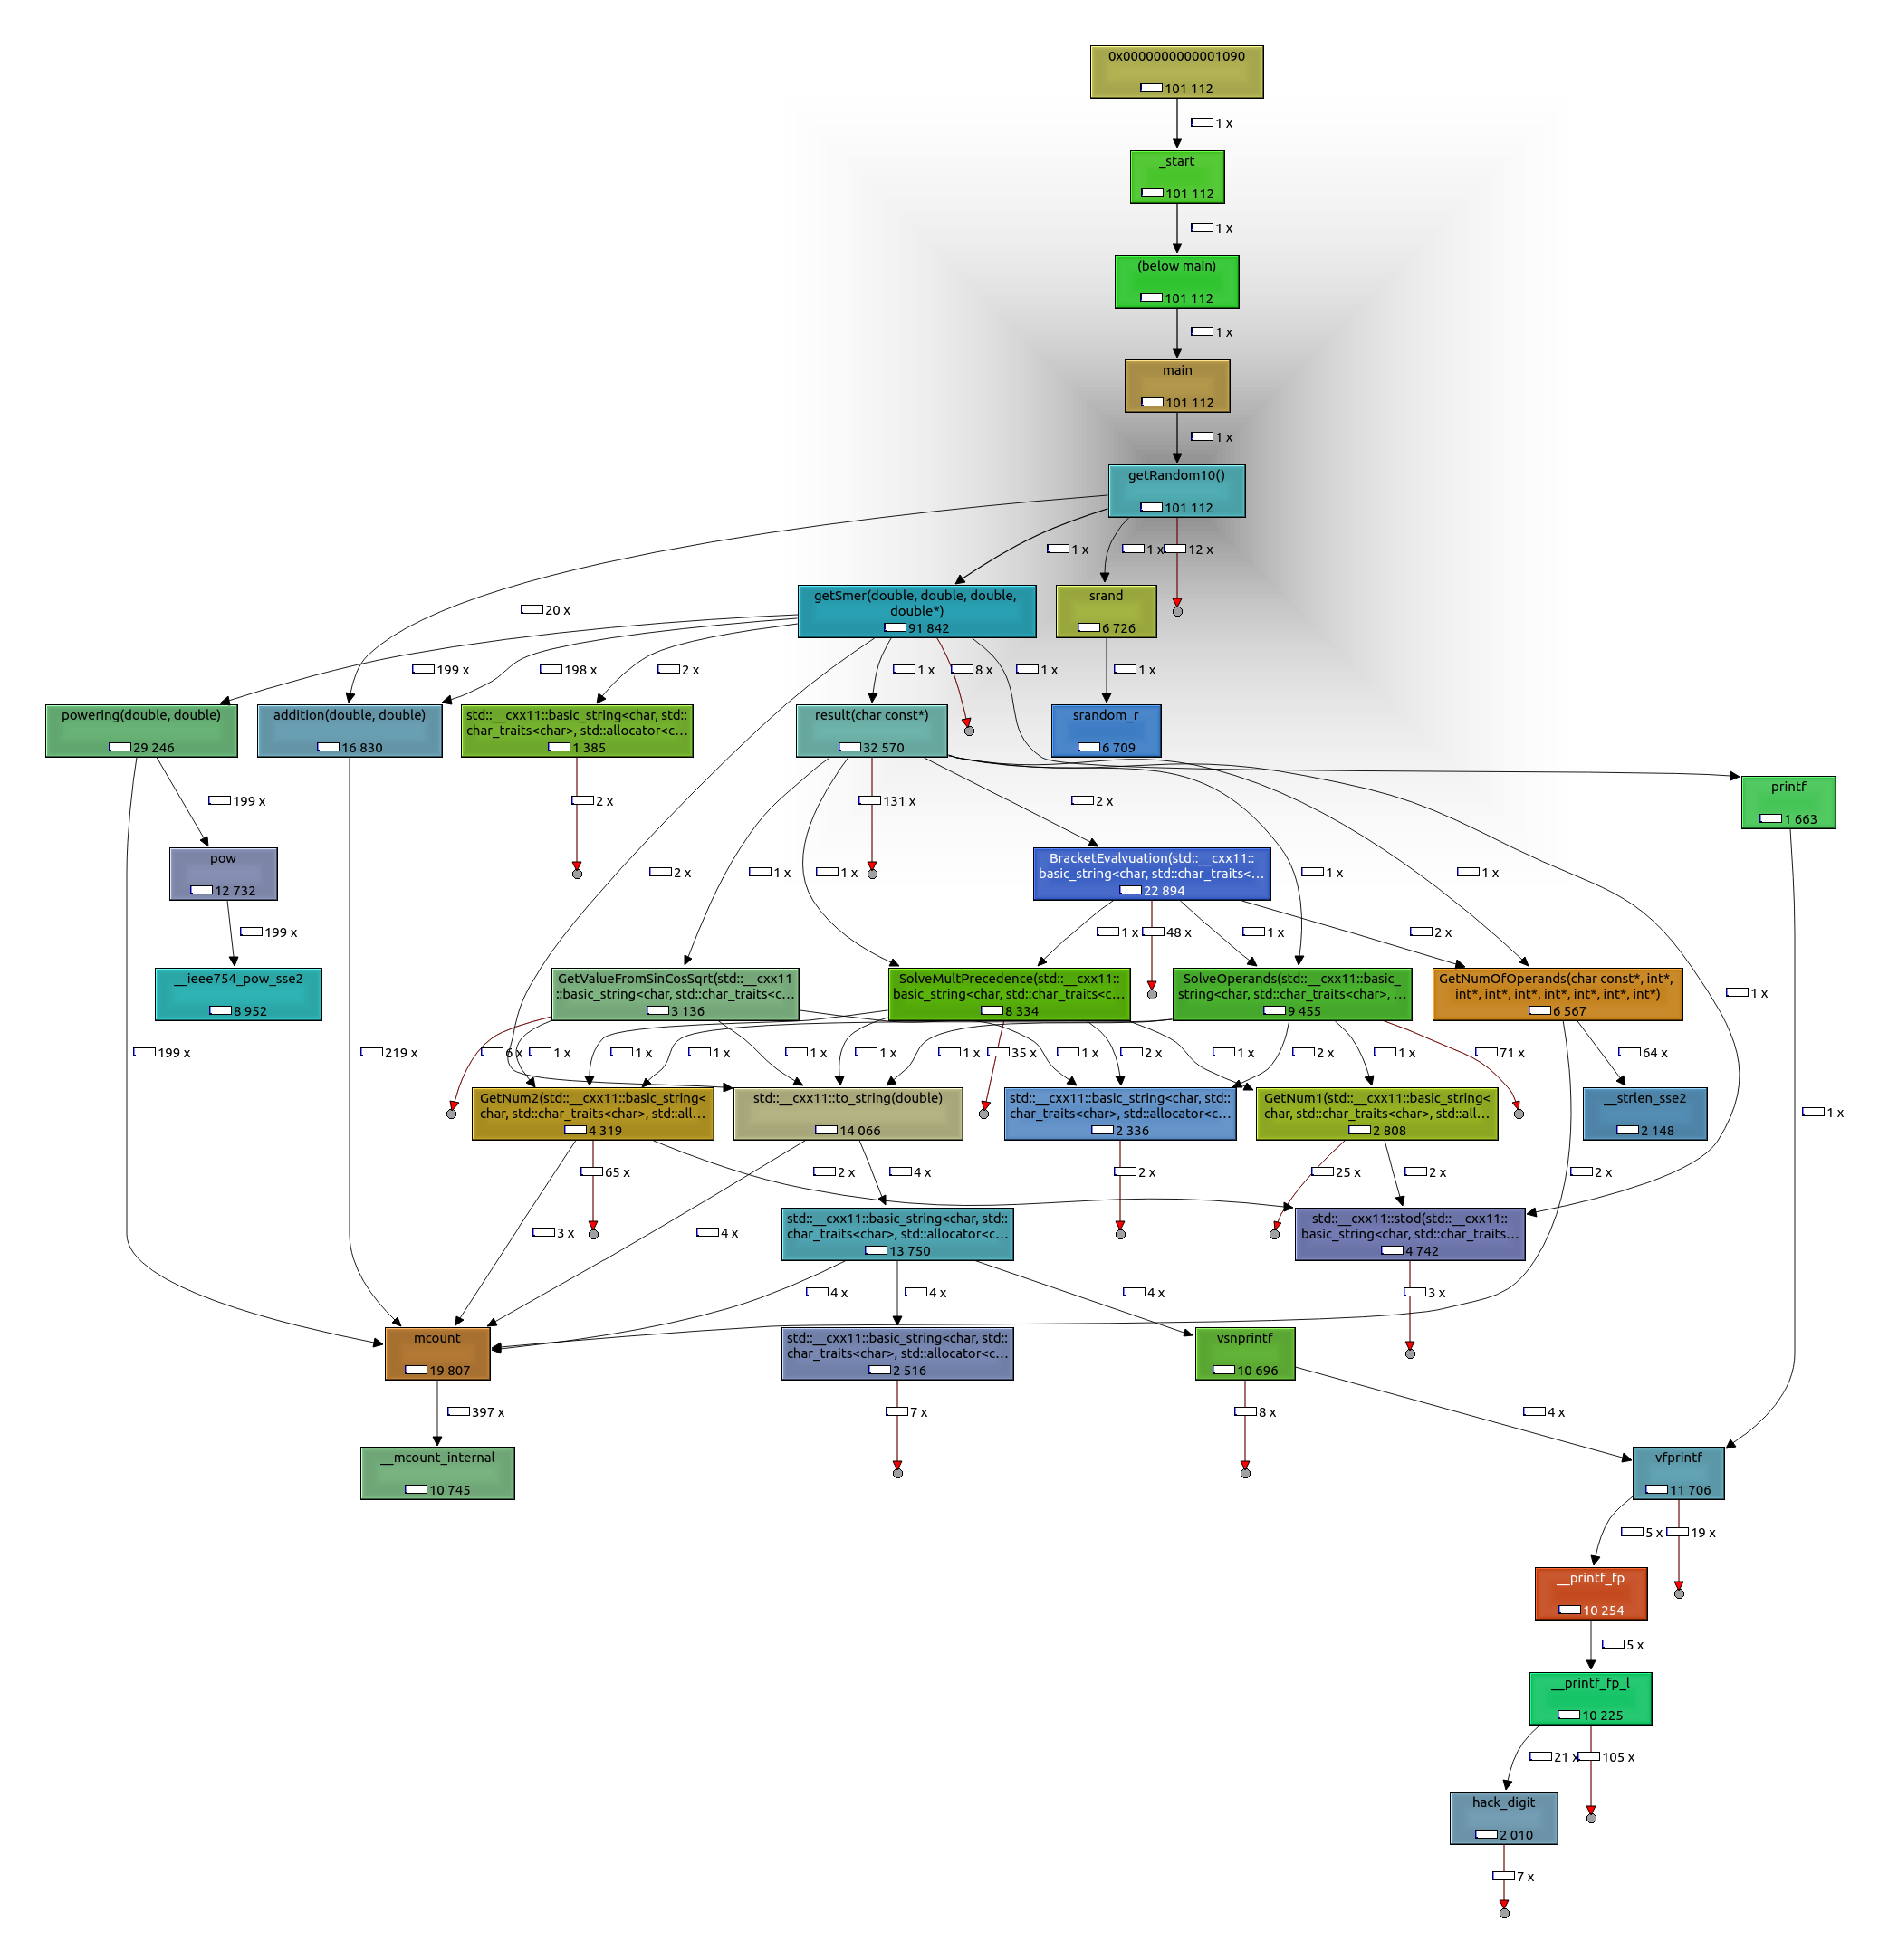 0x0000000000001090
101 112
1 x
_start
101 112
1 x
(below main)
101 112
1 x
main
101 112
1 x
getRandom10()
101 112
1 x
1 x
12 x
20 x
getSmer(double, double, double,
double*)
91 842
srand
6 726
199 x
198 x
2 x
1 x
8 x
1 x
1 x
powering(double, double)
29 246
addition(double, double)
16 830
std::__cxx11::basic_string<char, std::
char_traits<char>, std::allocator<c...
1 385
result(char const*)
32 570
srandom_r
6 709
printf
1 663
199 x
2 x
131 x
2 x
pow
12 732
2 x
1 x
1 x
BracketEvalvuation(std::__cxx11::
basic_string<char, std::char_traits<...
22 894
1 x
1 x
199 x
1 x
48 x
1 x
2 x
__ieee754_pow_sse2
8 952
GetValueFromSinCosSqrt(std::__cxx11
::basic_string<char, std::char_traits<c...
3 136
SolveMultPrecedence(std::__cxx11::
basic_string<char, std::char_traits<c...
8 334
SolveOperands(std::__cxx11::basic_
string<char, std::char_traits<char>, ...
9 455
GetNumOfOperands(char const*, int*,
int*, int*, int*, int*, int*, int*, int*)
6 567
1 x
199 x
219 x
6 x
1 x
1 x
1 x
1 x
1 x
1 x
35 x
1 x
2 x
1 x
2 x
1 x
71 x
64 x
GetNum2(std::__cxx11::basic_string<
char, std::char_traits<char>, std::all...
4 319
std::__cxx11::to_string(double)
14 066
std::__cxx11::basic_string<char, std::
char_traits<char>, std::allocator<c...
2 336
GetNum1(std::__cxx11::basic_string<
char, std::char_traits<char>, std::all...
2 808
__strlen_sse2
2 148
1 x
65 x
2 x
4 x
2 x
25 x
2 x
2 x
3 x
4 x
std::__cxx11::basic_string<char, std::
char_traits<char>, std::allocator<c...
13 750
std::__cxx11::stod(std::__cxx11::
basic_string<char, std::char_traits...
4 742
4 x
4 x
4 x
3 x
mcount
19 807
std::__cxx11::basic_string<char, std::
char_traits<char>, std::allocator<c...
2 516
vsnprintf
10 696
397 x
7 x
8 x
4 x
__mcount_internal
10 745
vfprintf
11 706
5 x
19 x
__printf_fp
10 254
5 x
__printf_fp_l
10 225
21 x
105 x
hack_digit
2 010
7 x